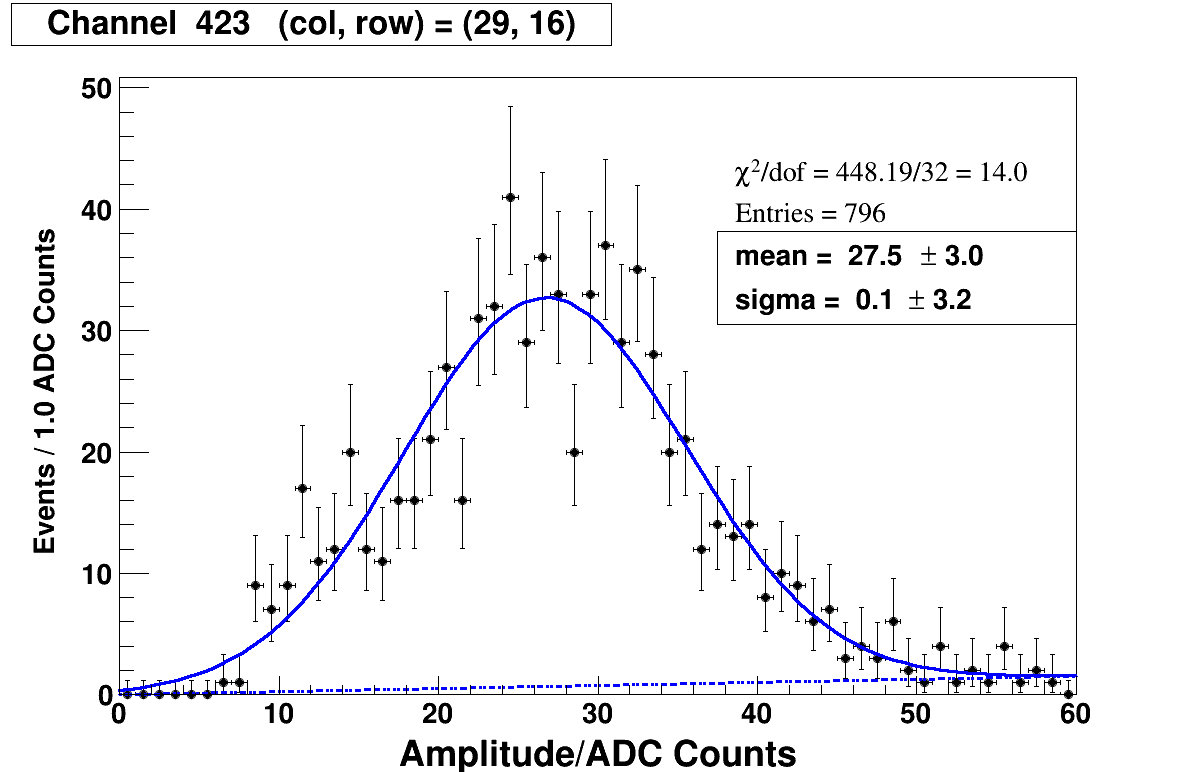 Channel 423 (col, row) = (29, 16)
50
40
30
20
10
0
Events / 1.0 ADC Counts
χ²/dof = 448.19/32 = 14.0
Entries = 796
mean = 27.5 ± 3.0
sigma = 0.1 ± 3.2
0 10 20 30 40 50 60
Amplitude/ADC Counts